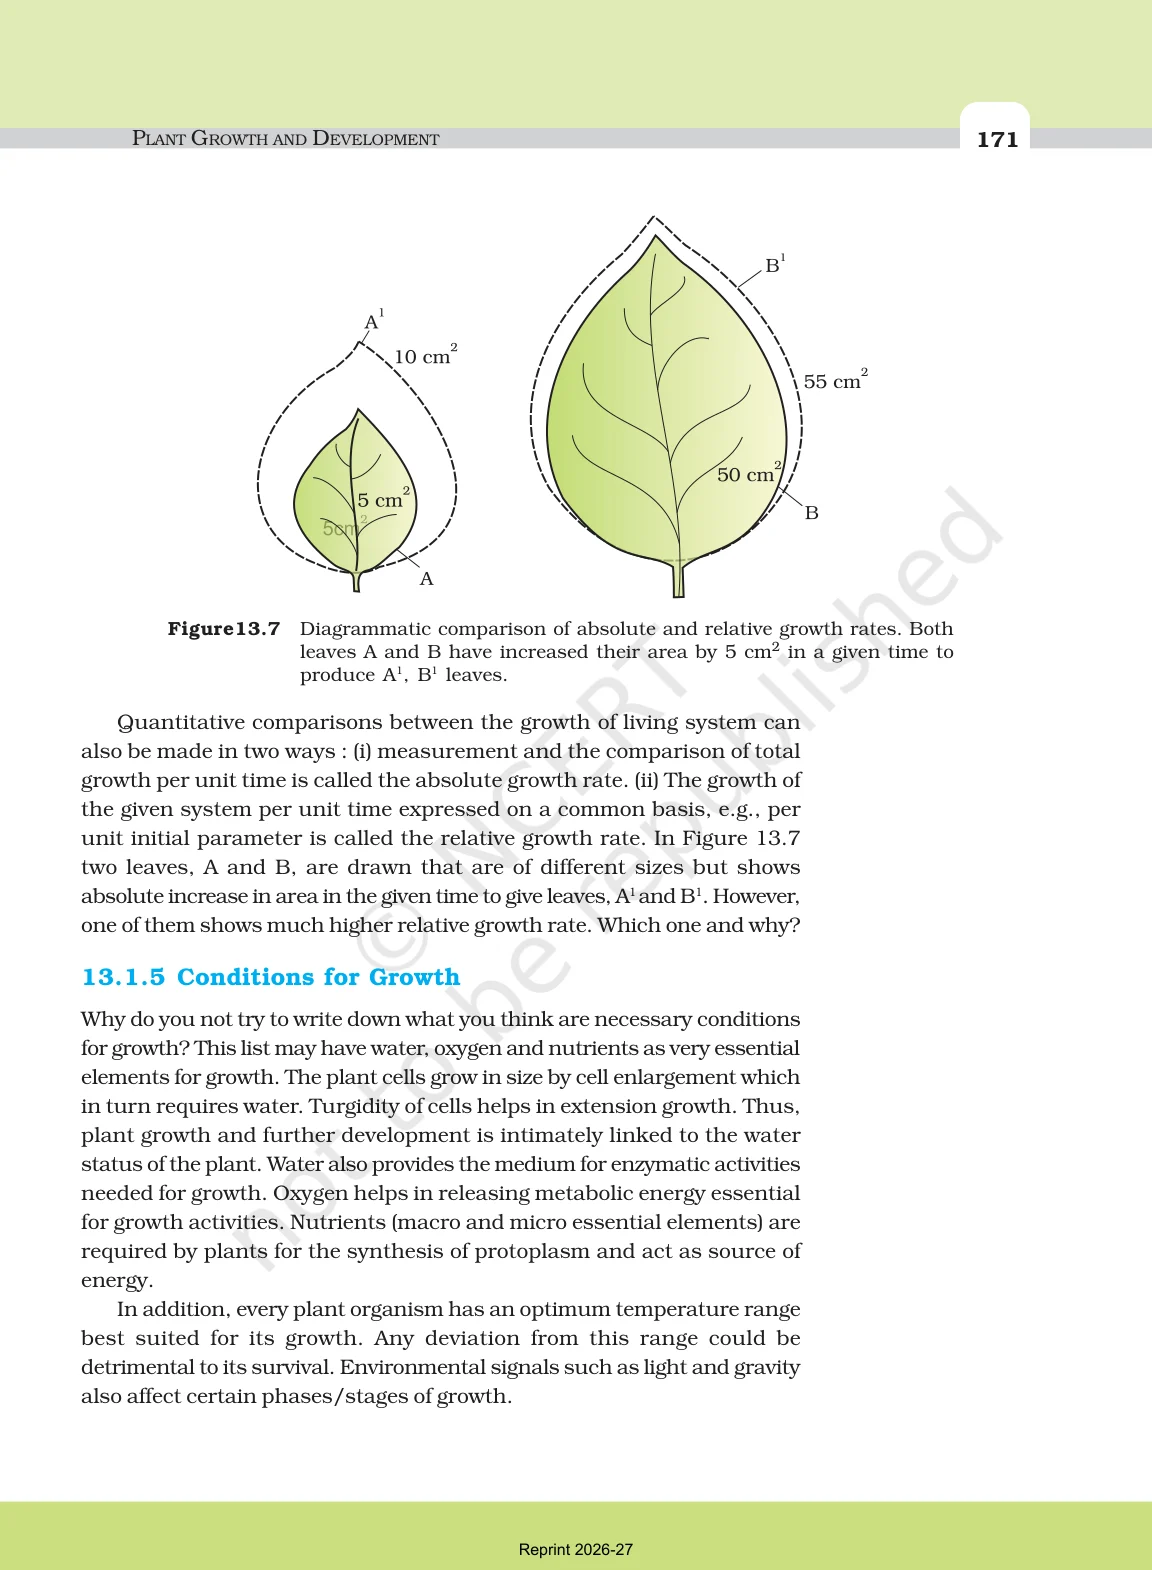 PLANT GROWTH AND DEVELOPMENT 171
B¹
A¹
10 cm²
55 cm²
50 cm²
5 cm²
5cm²
B
A
Figure13.7 Diagrammatic comparison of absolute and relative growth rates. Both
leaves A and B have increased their area by 5 cm² in a given time to
produce A¹, B¹ leaves.
Quantitative comparisons between the growth of living system can
also be made in two ways : (i) measurement and the comparison of total
growth per unit time is called the absolute growth rate. (ii) The growth of
the given system per unit time expressed on a common basis, e.g., per
unit initial parameter is called the relative growth rate. In Figure 13.7
two leaves, A and B, are drawn that are of different sizes but shows
absolute increase in area in the given time to give leaves, A¹ and B¹. However,
one of them shows much higher relative growth rate. Which one and why?
13.1.5 Conditions for Growth
Why do you not try to write down what you think are necessary conditions
for growth? This list may have water, oxygen and nutrients as very essential
elements for growth. The plant cells grow in size by cell enlargement which
in turn requires water. Turgidity of cells helps in extension growth. Thus,
plant growth and further development is intimately linked to the water
status of the plant. Water also provides the medium for enzymatic activities
needed for growth. Oxygen helps in releasing metabolic energy essential
for growth activities. Nutrients (macro and micro essential elements) are
required by plants for the synthesis of protoplasm and act as source of
energy.
In addition, every plant organism has an optimum temperature range
best suited for its growth. Any deviation from this range could be
detrimental to its survival. Environmental signals such as light and gravity
also affect certain phases/stages of growth.
© NCERT
not to be republished
Reprint 2026-27